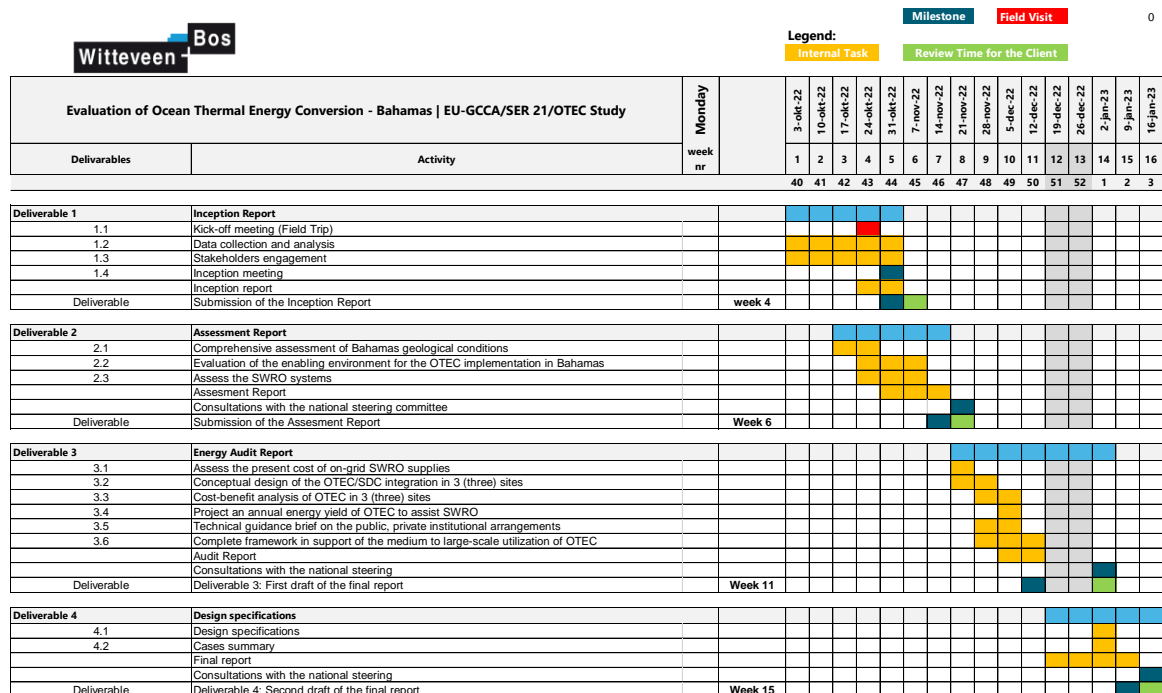 Milestone Field Visit 0
Witteveen Bos
Legend:
Internal Task Review Time for the Client
Evaluation of Ocean Thermal Energy Conversion - Bahamas | EU-GCCA/SER 21/OTEC Study Monday 3-okt-22 10-okt-22 17-okt-22 24-okt-22 31-okt-22 7-nov-22 14-nov-22 21-nov-22 28-nov-22 5-dec-22 12-dec-22 19-dec-22 26-dec-22 2-jan-23 9-jan-23 16-jan-23
Delivarables Activity week nr 1 2 3 4 5 6 7 8 9 10 11 12 13 14 15 16
40 41 42 43 44 45 46 47 48 49 50 51 52 1 2 3
Deliverable 1 Inception Report
1.1 Kick-off meeting (Field Trip)
1.2 Data collection and analysis
1.3 Stakeholders engagement
1.4 Inception meeting
Inception report
Deliverable Submission of the Inception Report week 4
Deliverable 2 Assessment Report
2.1 Comprehensive assessment of Bahamas geological conditions
2.2 Evaluation of the enabling environment for the OTEC implementation in Bahamas
2.3 Assess the SWRO systems
Assesment Report
Consultations with the national steering committee
Deliverable Submission of the Assesment Report Week 6
Deliverable 3 Energy Audit Report
3.1 Assess the present cost of on-grid SWRO supplies
3.2 Conceptual design of the OTEC/SDC integration in 3 (three) sites
3.3 Cost-benefit analysis of OTEC in 3 (three) sites
3.4 Project an annual energy yield of OTEC to assist SWRO
3.5 Technical guidance brief on the public, private institutional arrangements
3.6 Complete framework in support of the medium to large-scale utilization of OTEC
Audit Report
Consultations with the national steering
Deliverable Deliverable 3: First draft of the final report Week 11
Deliverable 4 Design specifications
4.1 Design specifications
4.2 Cases summary
Final report
Consultations with the national steering
Deliverable Deliverable 4: Second draft of the final report Week 15